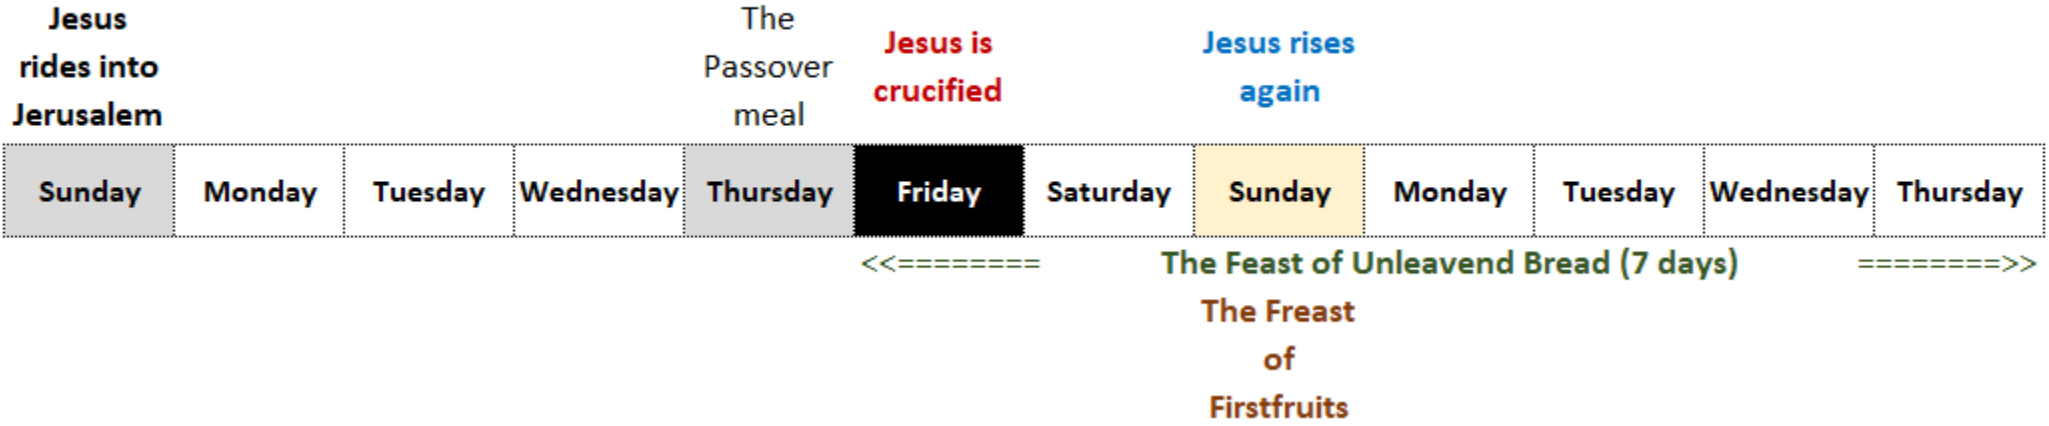 Jesus
rides into
Jerusalem
The
Passover
meal
Jesus is
crucified
Jesus rises
again
Sunday Monday Tuesday Wednesday Thursday Friday Saturday Sunday Monday Tuesday Wednesday Thursday
<<======== The Feast of Unleavend Bread (7 days) ========>>
The Freast
of
Firstfruits